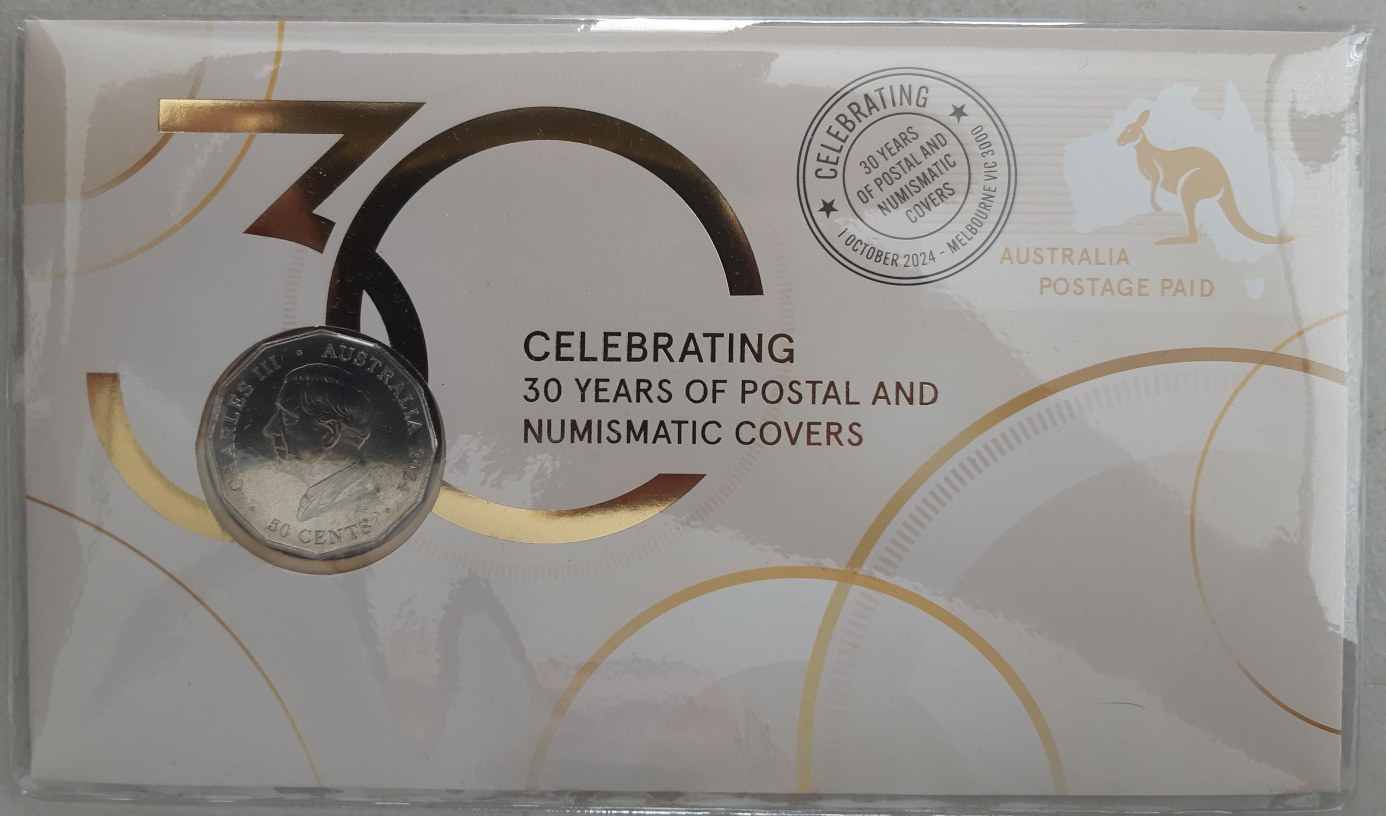 30
CELEBRATING
30 YEARS OF POSTAL AND
NUMISMATIC COVERS
CELEBRATING
30 YEARS
OF POSTAL AND
NUMISMATIC
COVERS
1 OCTOBER 2024 - MELBOURNE VIC 3000
AUSTRALIA
POSTAGE PAID
CHARLES III • AUSTRALIA
50 CENTS